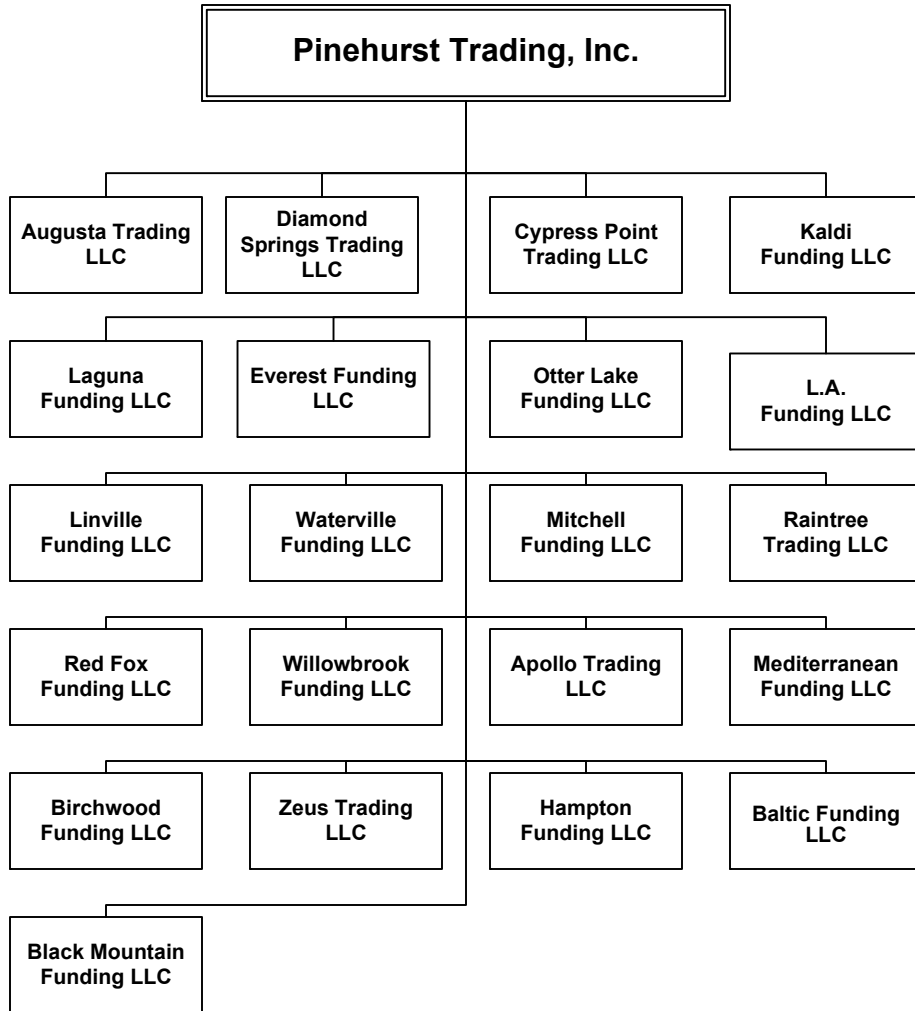 Pinehurst Trading, Inc.
Augusta Trading
LLC
Diamond
Springs Trading
LLC
Cypress Point
Trading LLC
Kaldi
Funding LLC
Laguna
Funding LLC
Everest Funding
LLC
Otter Lake
Funding LLC
L.A.
Funding LLC
Linville
Funding LLC
Waterville
Funding LLC
Mitchell
Funding LLC
Raintree
Trading LLC
Red Fox
Funding LLC
Willowbrook
Funding LLC
Apollo Trading
LLC
Mediterranean
Funding LLC
Birchwood
Funding LLC
Zeus Trading
LLC
Hampton
Funding LLC
Baltic Funding
LLC
Black Mountain
Funding LLC